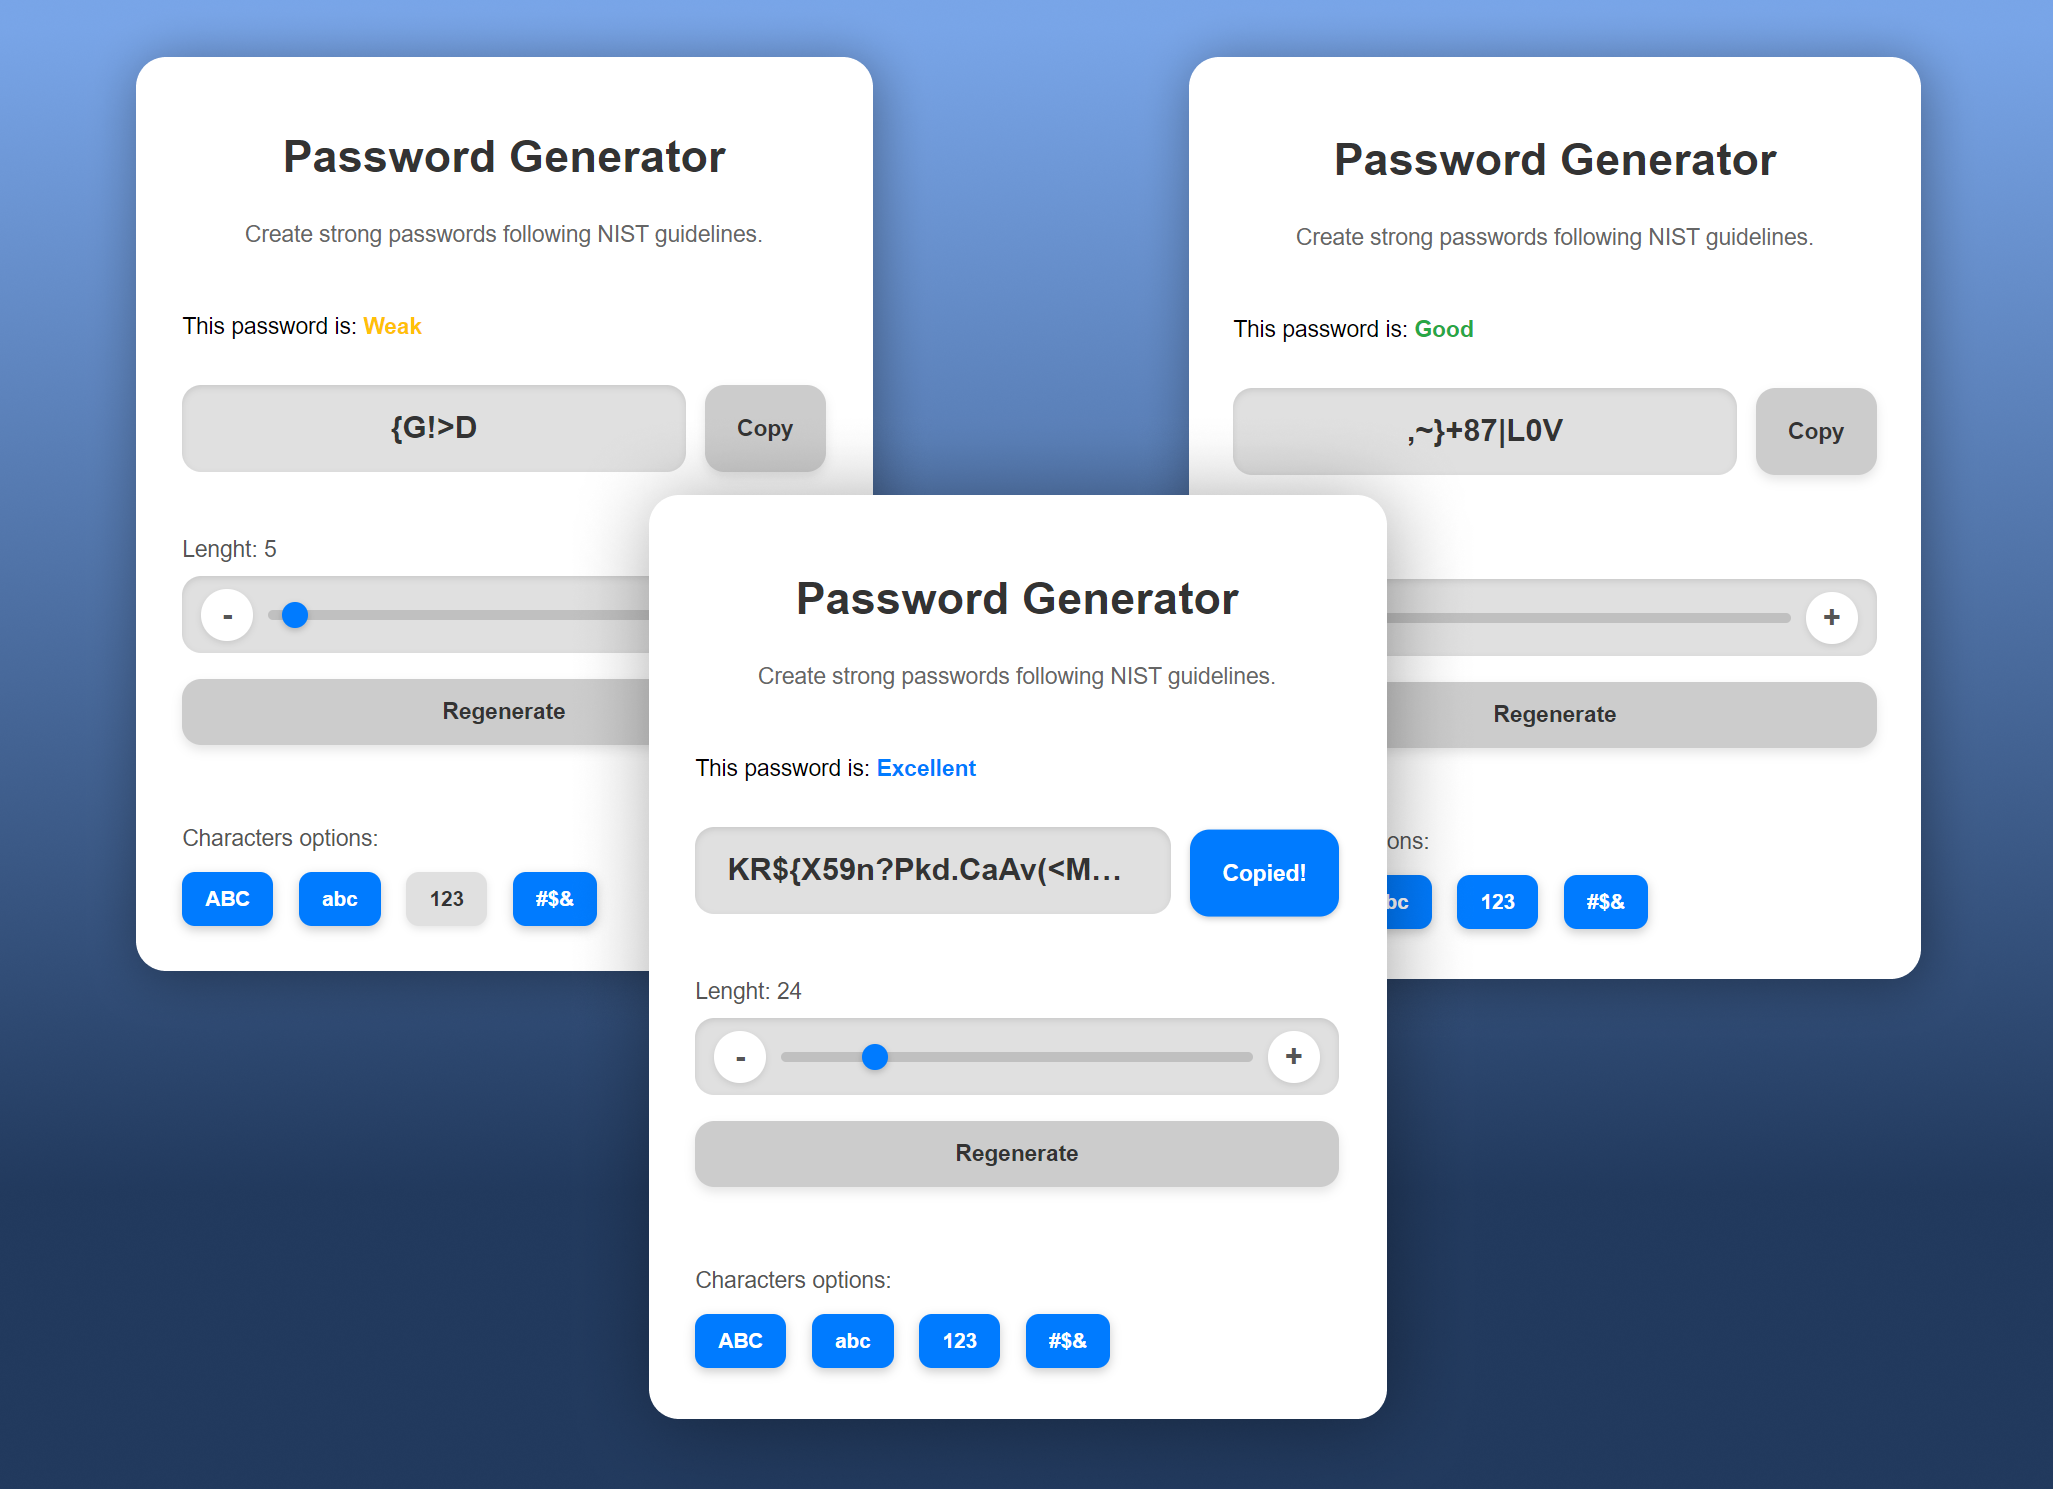 Password Generator
Create strong passwords following NIST guidelines.
This password is: Weak
{G!>D
Copy
Lenght: 5
-
Regenerate
Characters options:
ABC abc 123 #$&
Password Generator
Create strong passwords following NIST guidelines.
This password is: Good
,~}+87|L0V
Copy
+
Regenerate
ons:
bc 123 #$&
Password Generator
Create strong passwords following NIST guidelines.
This password is: Excellent
KR${X59n?Pkd.CaAv(<M...
Copied!
Lenght: 24
- +
Regenerate
Characters options:
ABC abc 123 #$&